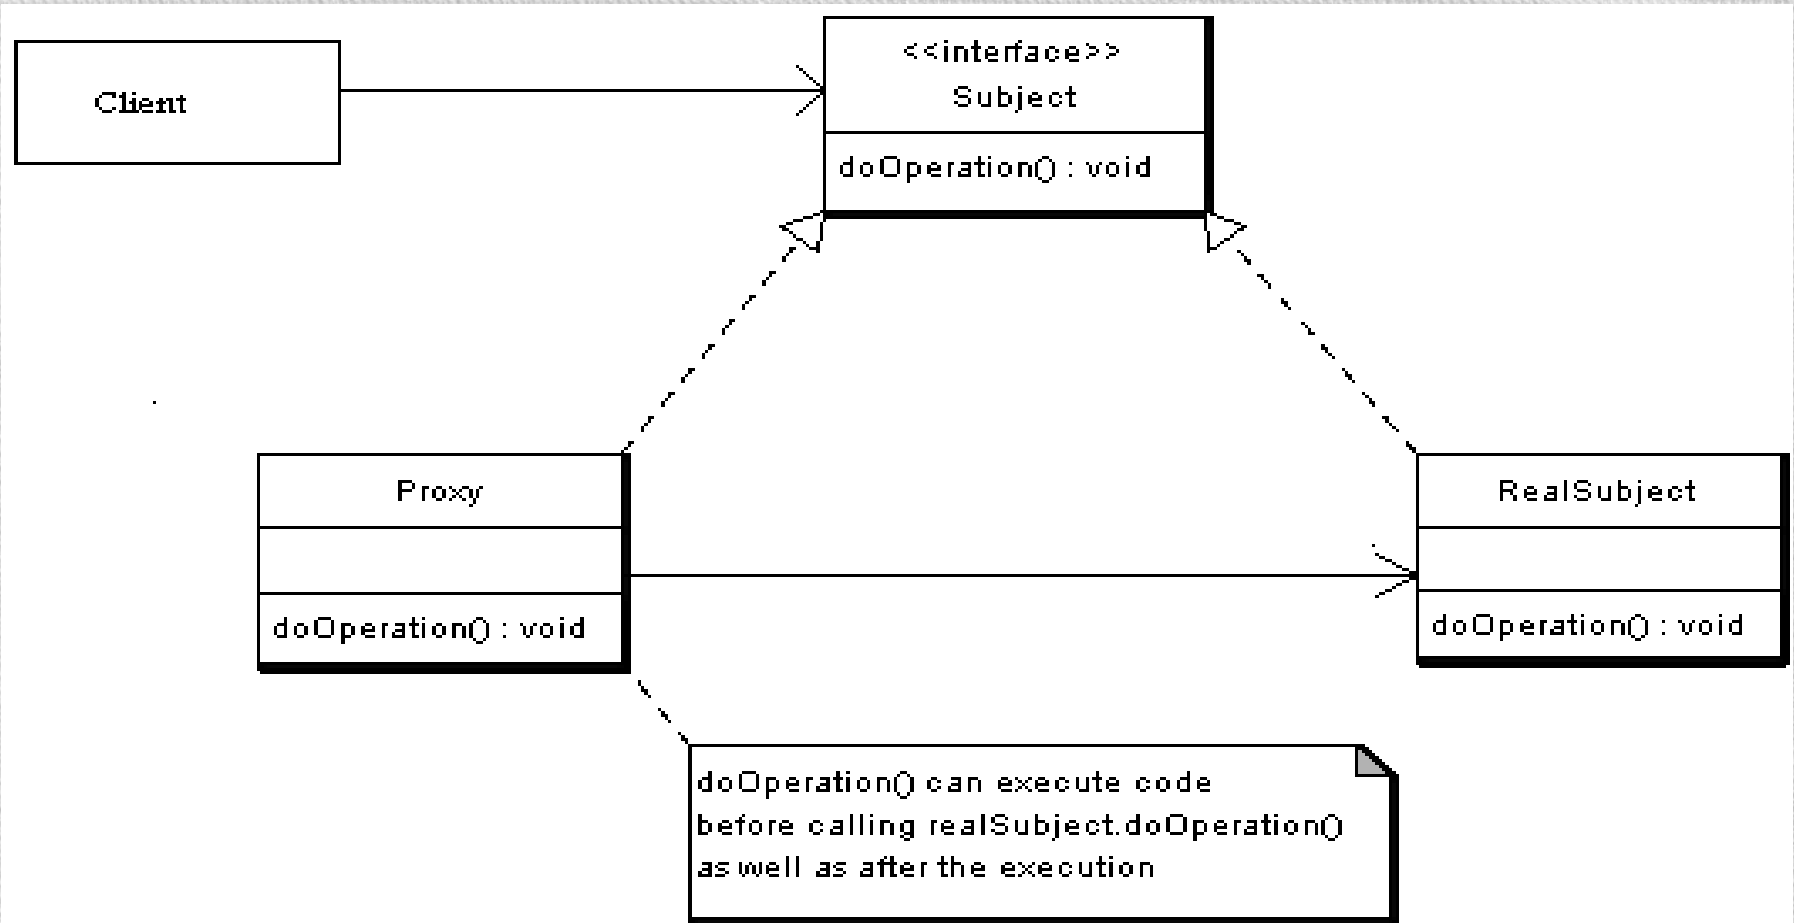 Client
<<interface>>
Subject
doOperation() : void
Proxy
doOperation() : void
RealSubject
doOperation() : void
doOperation() can execute code
before calling realSubject.doOperation()
as well as after the execution